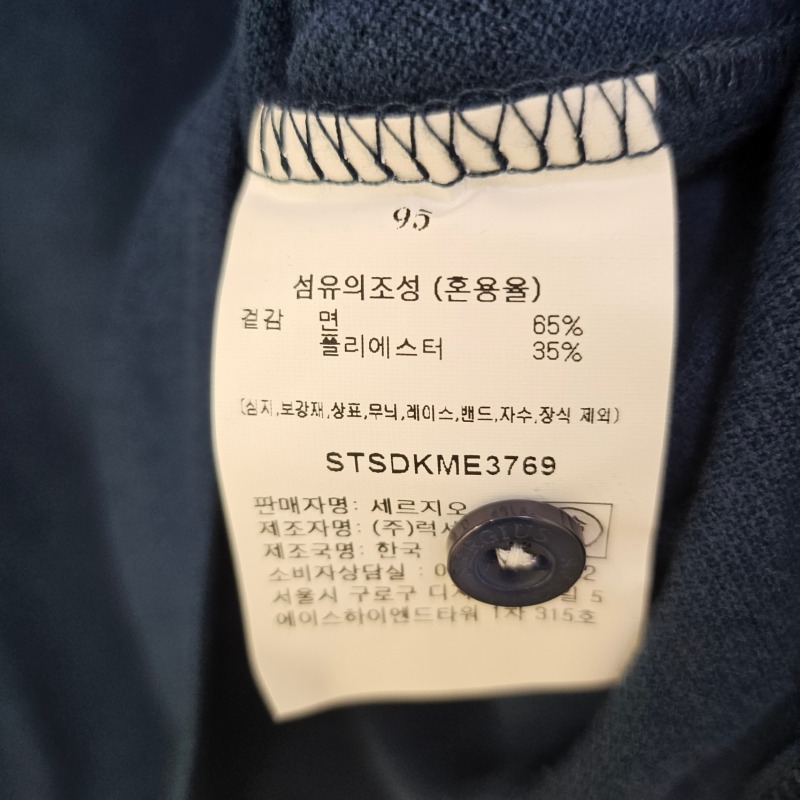 95
섬유의조성 (혼용율)
겉감 면 65%
폴리에스터 35%
(심지,보강재,상표,무늬,레이스,밴드,자수,장식 제외)
STSDKME3769
판매자명: 세르지오
제조자명: (주)럭
제조국명: 한국
소비자상담실 :
서울시 구로구 5
에이스하이엔드타워 1차 315호